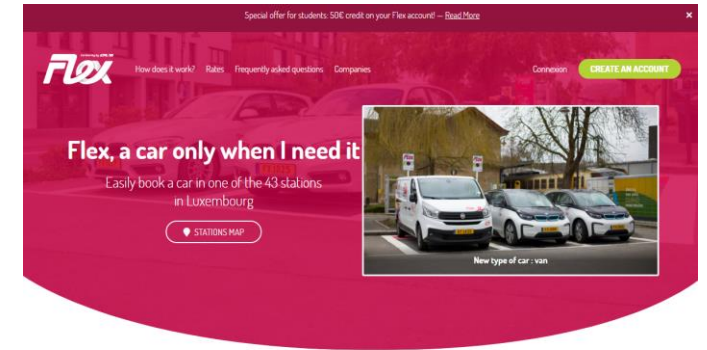 Special offer for students: 50€ credit on your Flex account! — Read More ×
Flex
How does it work? Rates Frequently asked questions Companies Connexion CREATE AN ACCOUNT
Flex, a car only when I need it
Easily book a car in one of the 43 stations
in Luxembourg
STATIONS MAP
New type of car : van